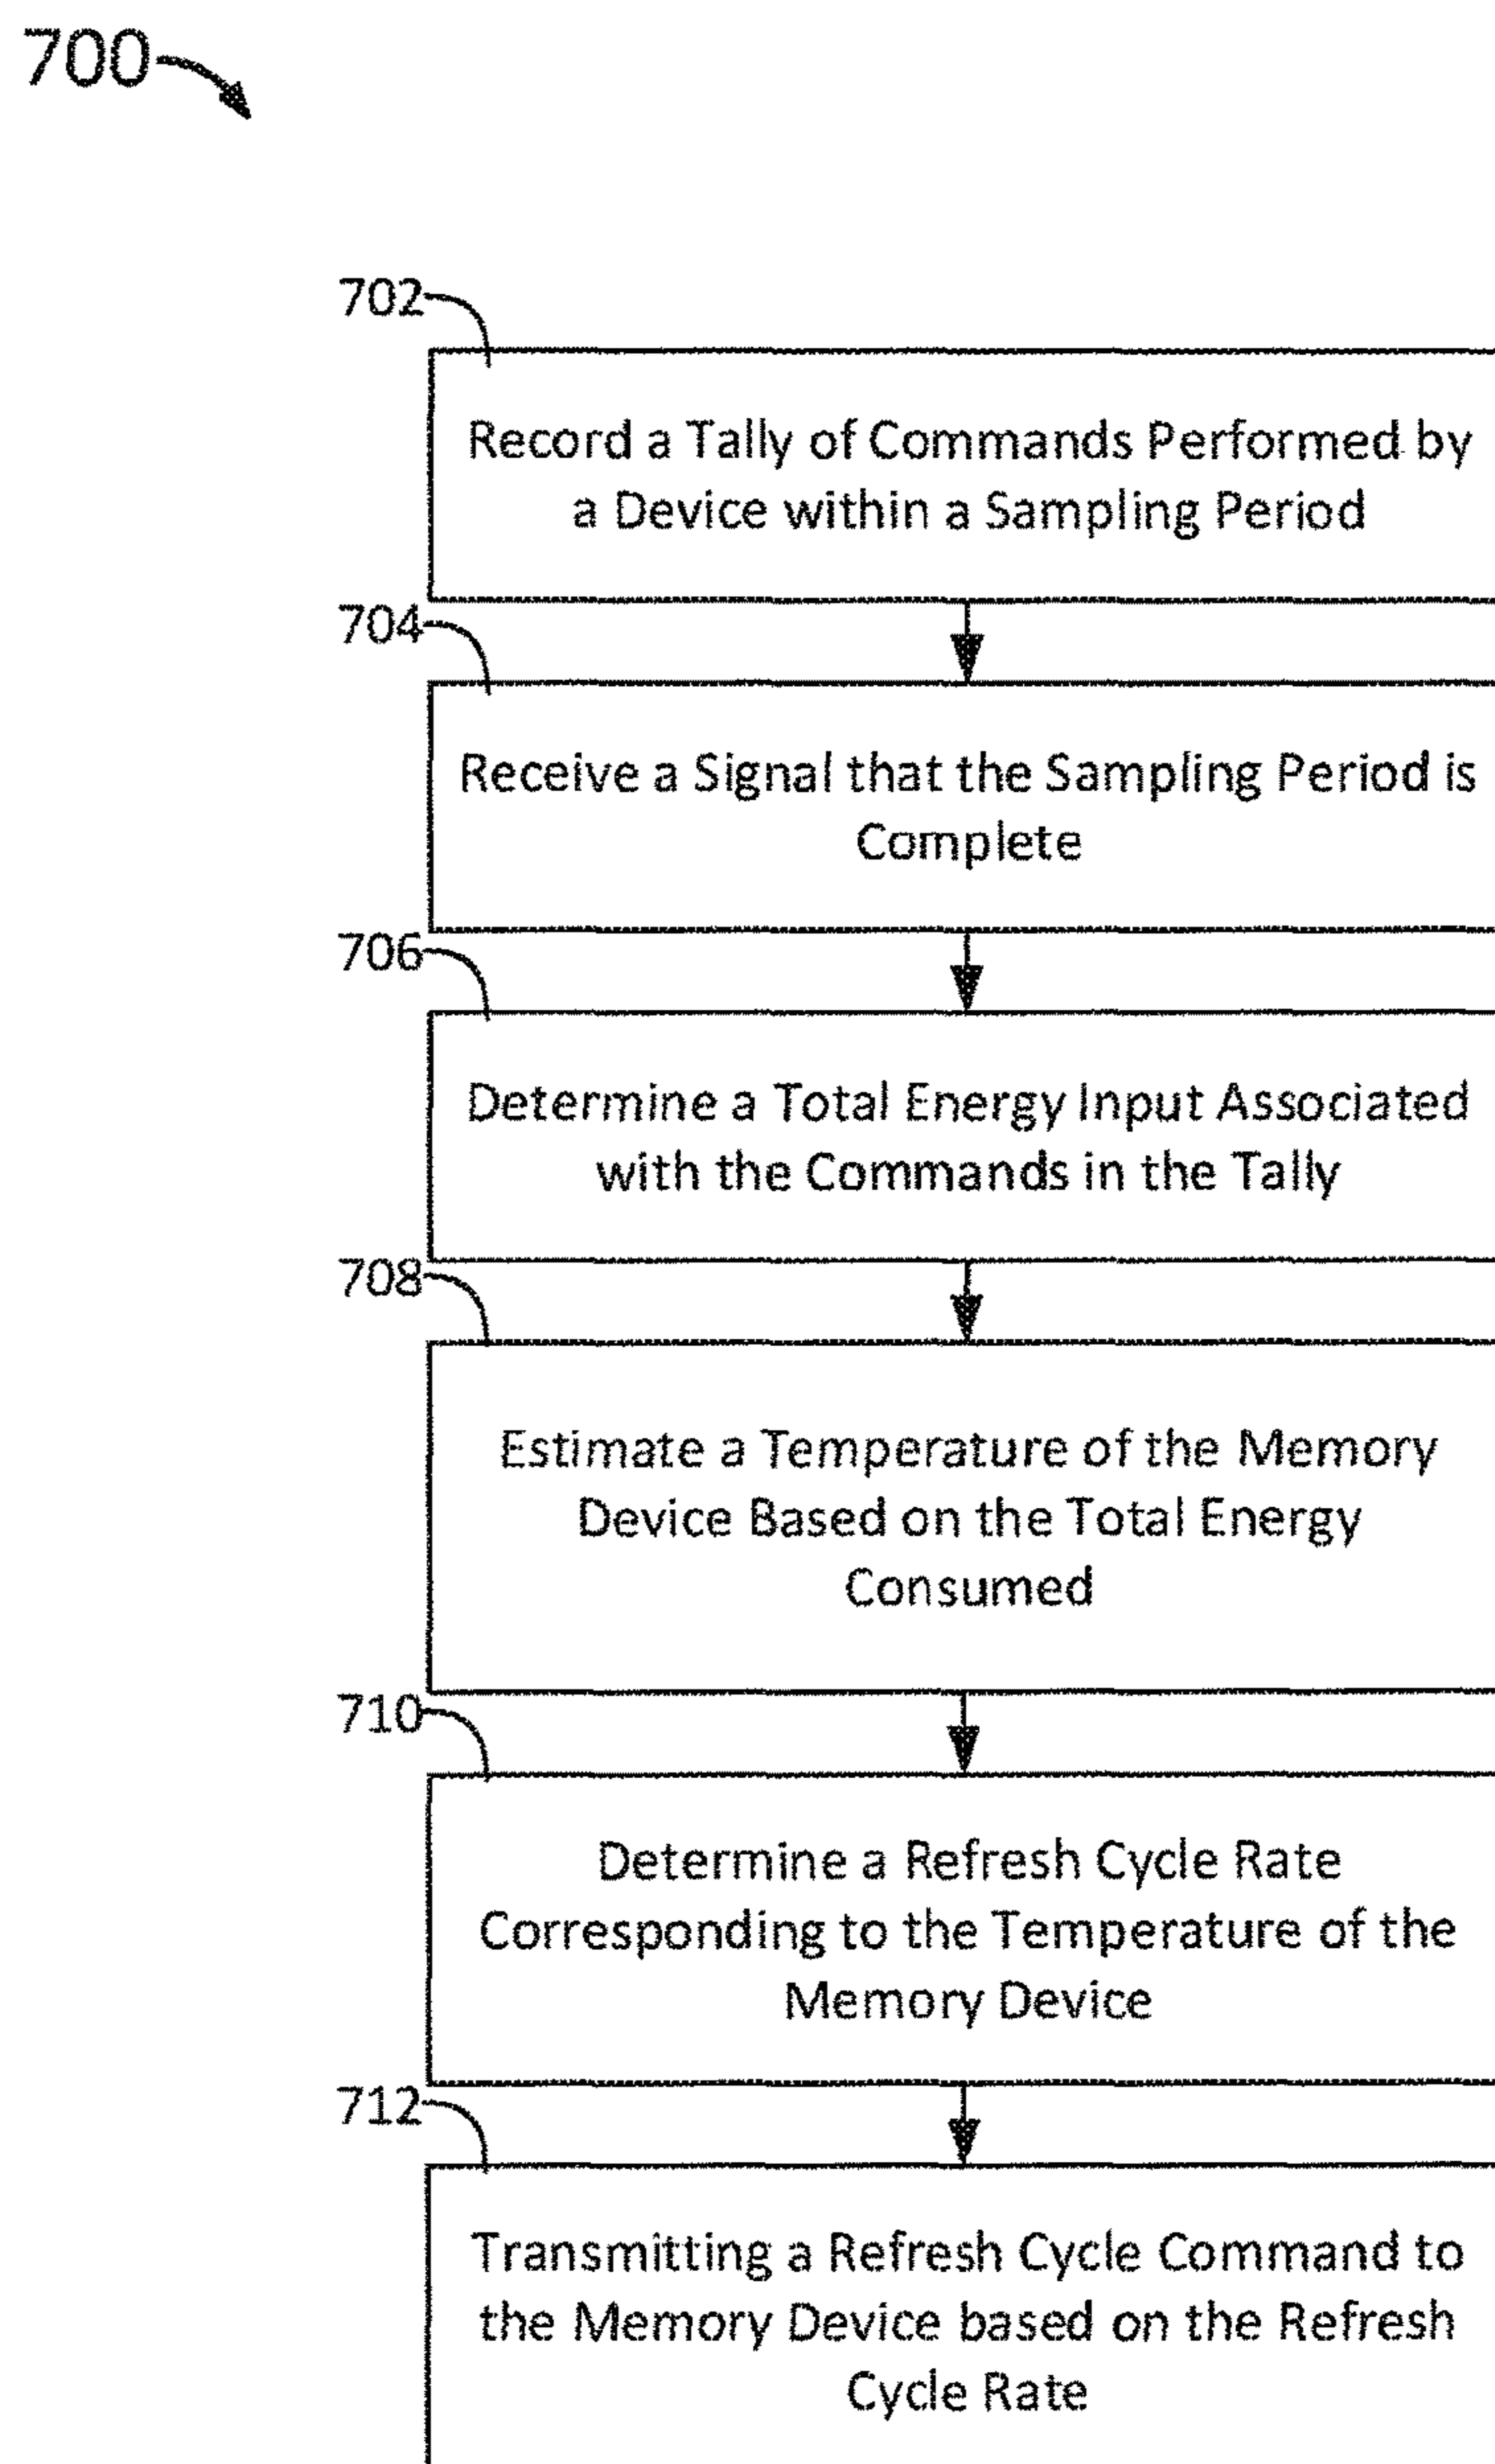 700
702
Record a Tally of Commands Performed by
a Device within a Sampling Period
704
Receive a Signal that the Sampling Period is
Complete
706
Determine a Total Energy Input Associated
with the Commands in the Tally
708
Estimate a Temperature of the Memory
Device Based on the Total Energy
Consumed
710
Determine a Refresh Cycle Rate
Corresponding to the Temperature of the
Memory Device
712
Transmitting a Refresh Cycle Command to
the Memory Device based on the Refresh
Cycle Rate